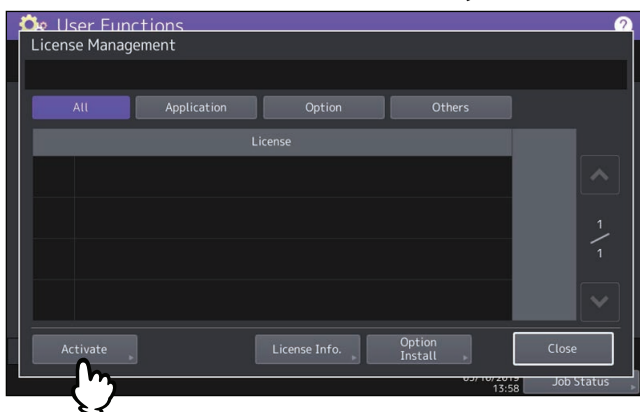 User Functions
?
License Management
All Application Option Others
License
1
1
Activate License Info. Option Install Close
13:58 Job Status